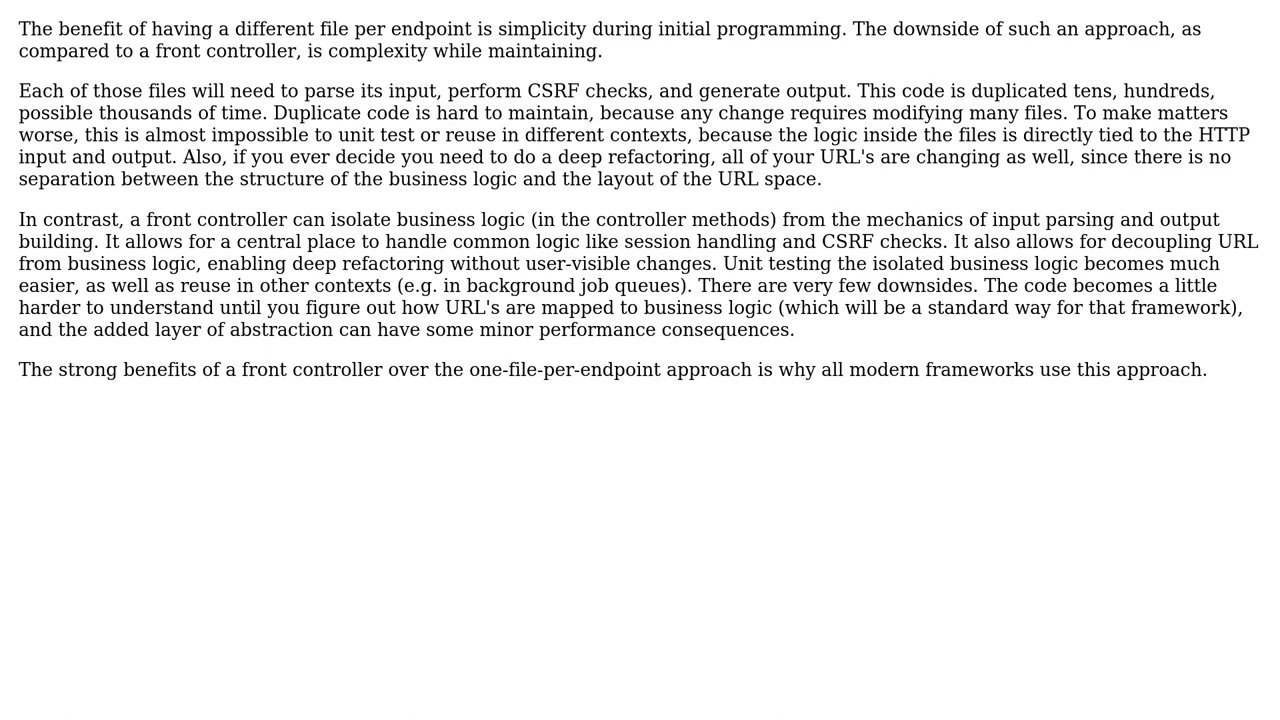 The benefit of having a different file per endpoint is simplicity during initial programming. The downside of such an approach, as
compared to a front controller, is complexity while maintaining.
Each of those files will need to parse its input, perform CSRF checks, and generate output. This code is duplicated tens, hundreds,
possible thousands of time. Duplicate code is hard to maintain, because any change requires modifying many files. To make matters
worse, this is almost impossible to unit test or reuse in different contexts, because the logic inside the files is directly tied to the HTTP
input and output. Also, if you ever decide you need to do a deep refactoring, all of your URL's are changing as well, since there is no
separation between the structure of the business logic and the layout of the URL space.
In contrast, a front controller can isolate business logic (in the controller methods) from the mechanics of input parsing and output
building. It allows for a central place to handle common logic like session handling and CSRF checks. It also allows for decoupling URL
from business logic, enabling deep refactoring without user-visible changes. Unit testing the isolated business logic becomes much
easier, as well as reuse in other contexts (e.g. in background job queues). There are very few downsides. The code becomes a little
harder to understand until you figure out how URL's are mapped to business logic (which will be a standard way for that framework),
and the added layer of abstraction can have some minor performance consequences.
The strong benefits of a front controller over the one-file-per-endpoint approach is why all modern frameworks use this approach.